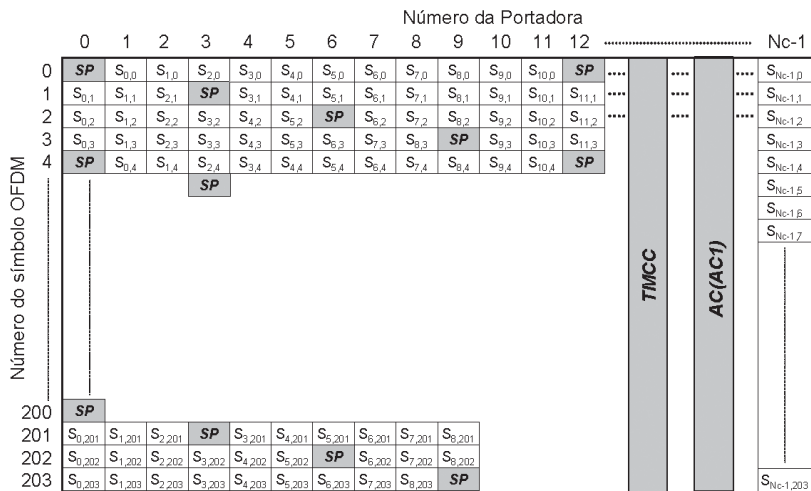 Número da Portadora
0 1 2 3 4 5 6 7 8 9 10 11 12 Nc-1
Número do símbolo OFDM
0 SP S0,0 S1,0 S2,0 S3,0 S4,0 S5,0 S6,0 S7,0 S8,0 S9,0 S10,0 SP SNc-1,0
1 S0,1 S1,1 S2,1 SP S3,1 S4,1 S5,1 S6,1 S7,1 S8,1 S9,1 S10,1 S11,1 SNc-1,1
2 S0,2 S1,2 S2,2 S3,2 S4,2 S5,2 SP S6,2 S7,2 S8,2 S9,2 S10,2 S11,2 SNc-1,2
3 S0,3 S1,3 S2,3 S3,3 S4,3 S5,3 S6,3 S7,3 S8,3 SP S9,3 S10,3 S11,3 SNc-1,3
4 SP S0,4 S1,4 S2,4 S3,4 S4,4 S5,4 S6,4 S7,4 S8,4 S9,4 S10,4 SP SNc-1,4
SP SNc-1,5
SNc-1,6
SNc-1,7
TMCC
AC(AC1)
200 SP
201 S0,201 S1,201 S2,201 SP S3,201 S4,201 S5,201 S6,201 S7,201 S8,201
202 S0,202 S1,202 S2,202 S3,202 S4,202 S5,202 SP S6,202 S7,202 S8,202
203 S0,203 S1,203 S2,203 S3,203 S4,203 S5,203 S6,203 S7,203 S8,203 SP SNc-1,203